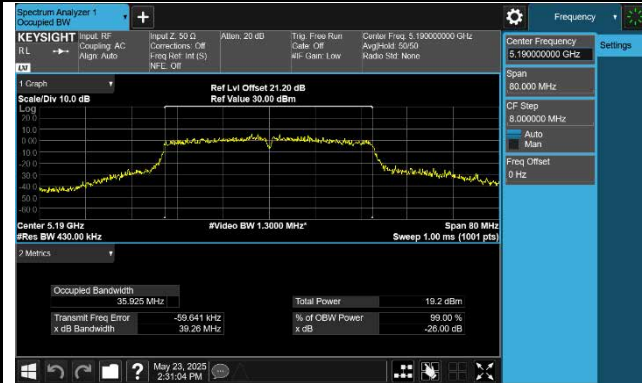 Spectrum Analyzer 1
Occupied BW
Frequency
KEYSIGHT
RL
Input: RF
Coupling: AC
Align: Auto
Input Z: 50 Ω
Corrections: Off
Freq Ref: Int (S)
NFE: Off
Atten: 20 dB
Trig: Free Run
Gate: Off
#IF Gain: Low
Center Freq: 5.190000000 GHz
Avg|Hold: 50/50
Radio Std: None
LXI
Center Frequency
5.190000000 GHz
Settings
Span
80.000 MHz
CF Step
8.000000 MHz
Auto
Man
Freq Offset
0 Hz
1 Graph
Scale/Div 10.0 dB
Ref Lvl Offset 21.20 dB
Ref Value 30.00 dBm
Log
20.0
10.0
0.00
-10.0
-20.0
-30.0
-40.0
-50.0
-60.0
Center 5.19 GHz
#Res BW 430.00 kHz
#Video BW 1.3000 MHz*
Span 80 MHz
Sweep 1.00 ms (1001 pts)
2 Metrics
Occupied Bandwidth
35.925 MHz
Total Power 19.2 dBm
Transmit Freq Error -59.641 kHz
% of OBW Power 99.00 %
x dB Bandwidth 39.26 MHz
x dB -26.00 dB
May 23, 2025
2:31:04 PM